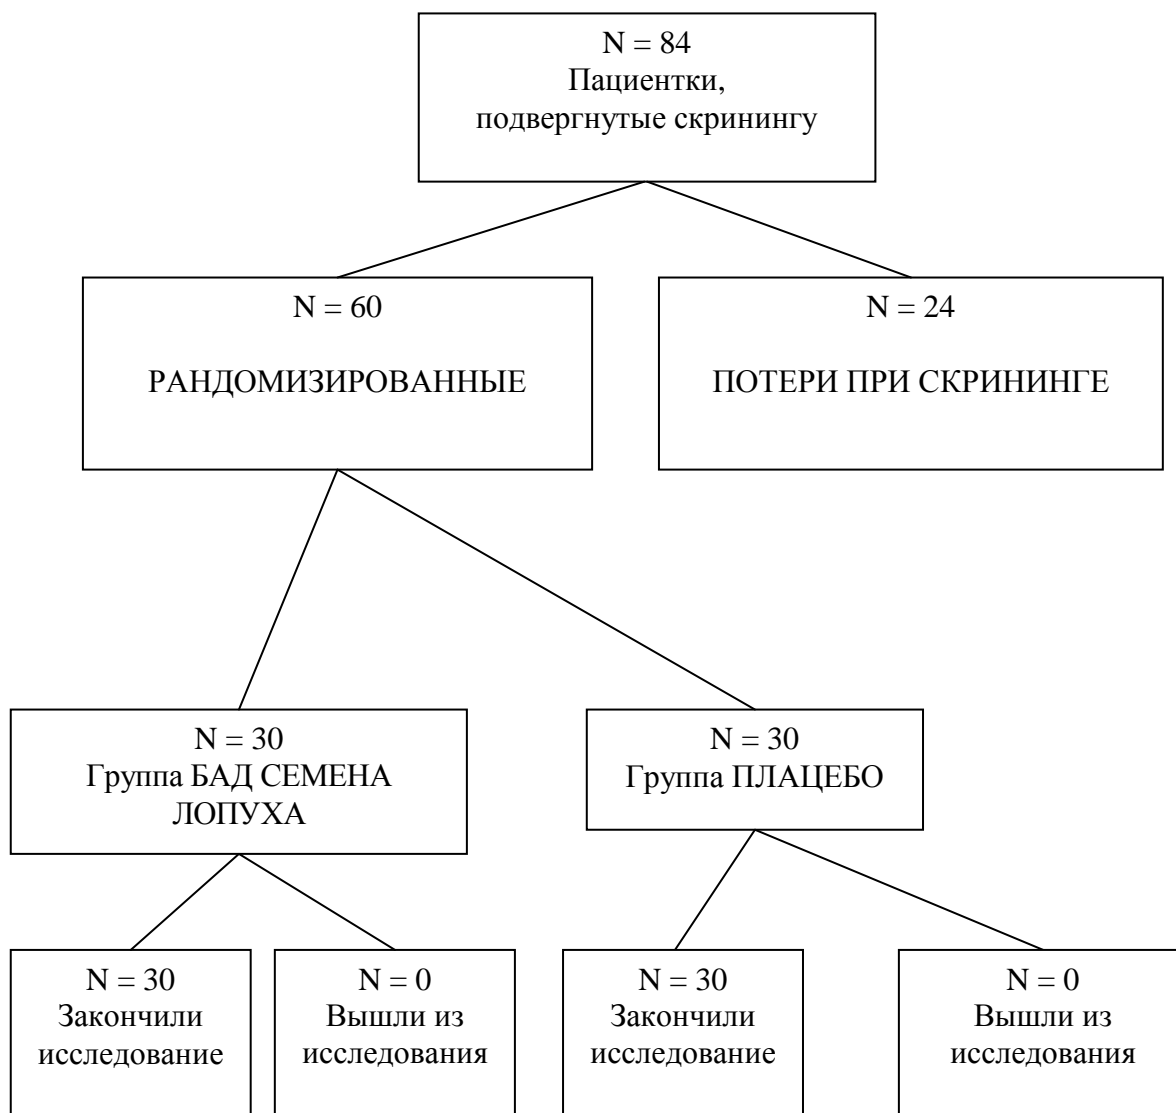 N = 84
Пациентки,
подвергнутые скринингу
N = 60
РАНДОМИЗИРОВАННЫЕ
N = 24
ПОТЕРИ ПРИ СКРИНИНГЕ
N = 30
Группа БАД СЕМЕНА
ЛОПУХА
N = 30
Группа ПЛАЦЕБО
N = 30
Закончили
исследование
N = 0
Вышли из
исследования
N = 30
Закончили
исследование
N = 0
Вышли из
исследования